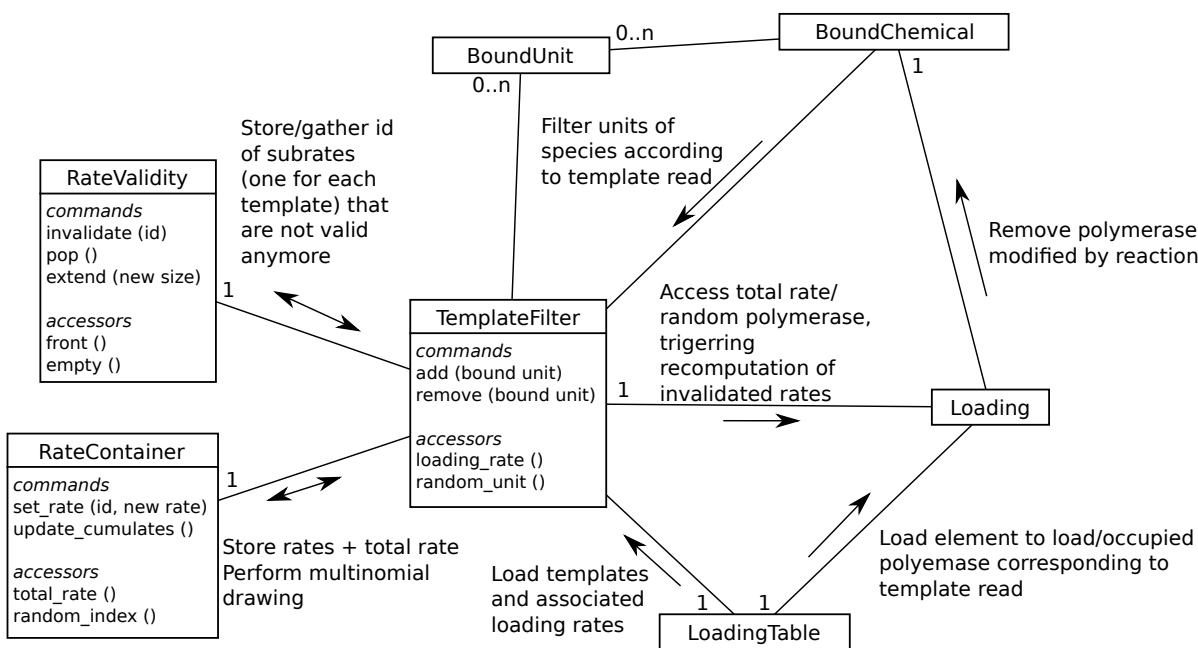 BoundUnit
0..n
0..n
BoundChemical
1
Store/gather id
of subrates
(one for each
template) that
are not valid
anymore
Filter units of
species according
to template read
RateValidity
commands
invalidate (id)
pop ()
extend (new size)
accessors
front ()
empty ()
1
Remove polymerase
modified by reaction
TemplateFilter
commands
add (bound unit)
remove (bound unit)
accessors
loading_rate ()
random_unit ()
Access total rate/
random polymerase,
trigerring
recomputation of
invalidated rates
1
Loading
RateContainer
commands
set_rate (id, new rate)
update_cumulates ()
accessors
total_rate ()
random_index ()
1
Store rates + total rate
Perform multinomial
drawing
Load templates
and associated
loading rates
1
1
LoadingTable
Load element to load/occupied
polyemase corresponding to
template read